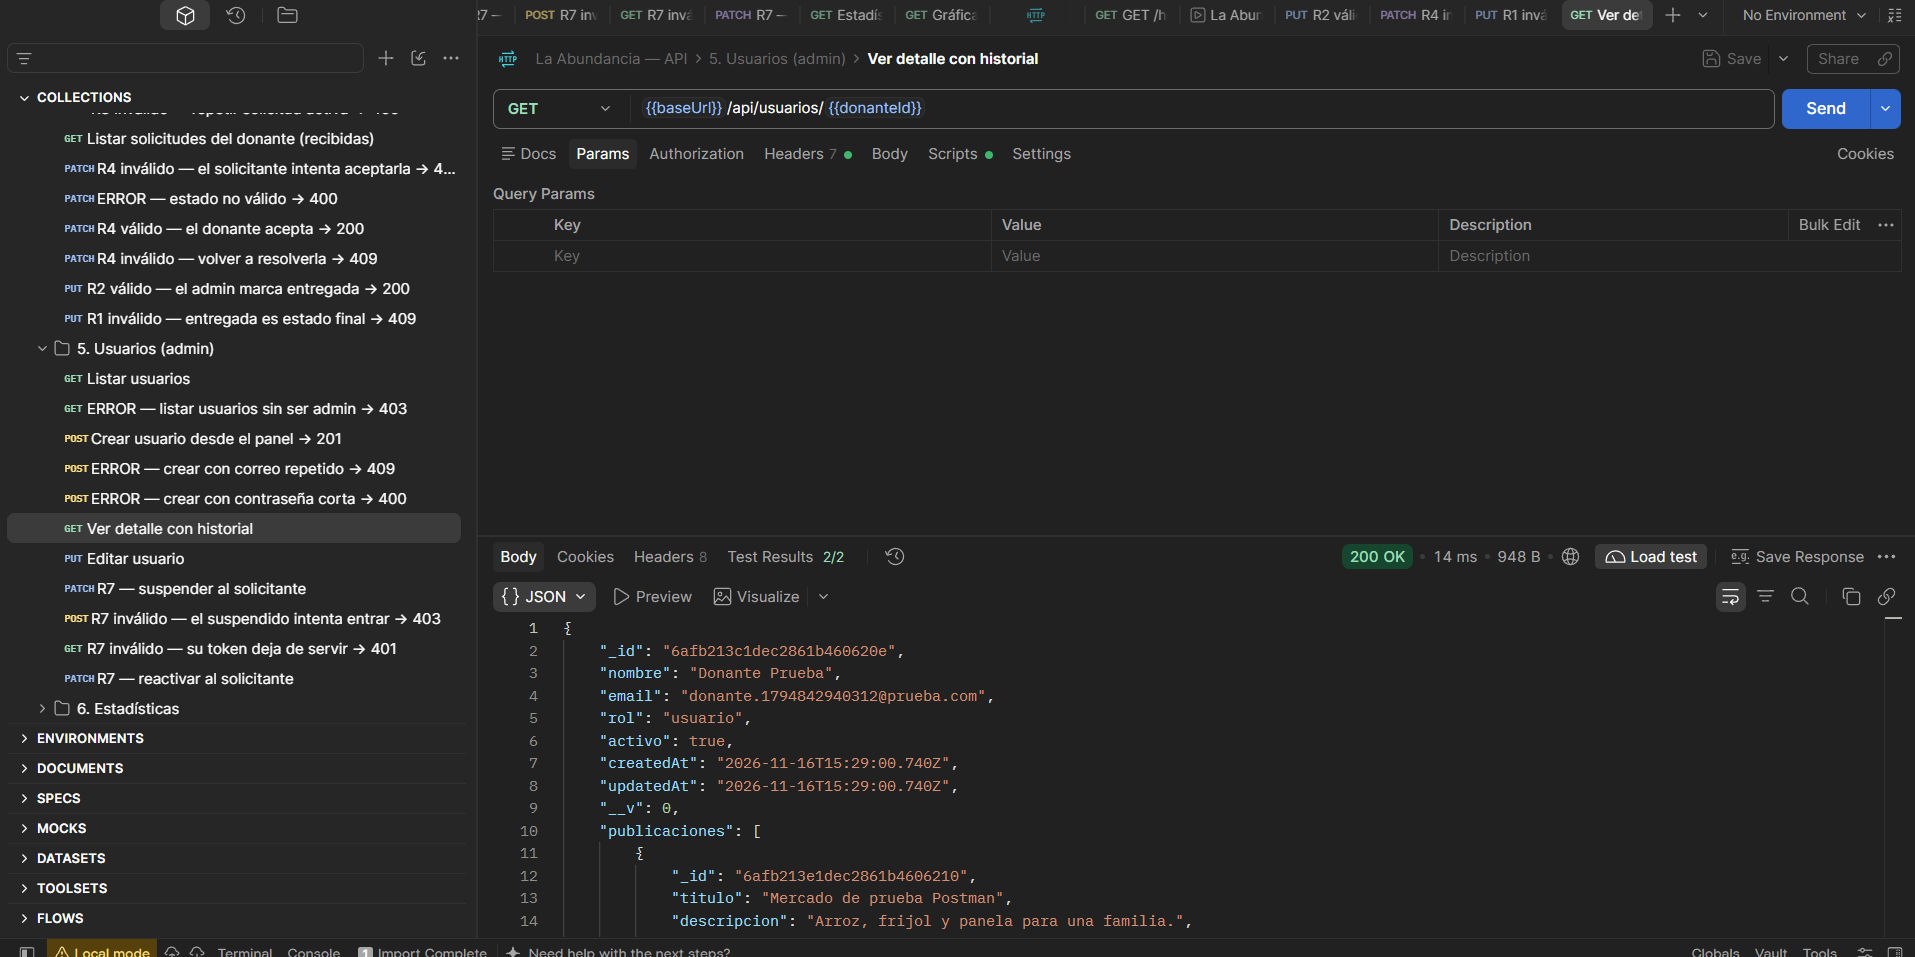 POST R7 inv
GET R7 invá
PATCH R7 —
GET Estadís
GET Gráfica
HTTP
GET GET /h
La Abun
PUT R2 váli
PATCH R4 in
PUT R1 invá
GET Ver de
No Environment
COLLECTIONS
GET Listar solicitudes del donante (recibidas)
PATCH R4 inválido — el solicitante intenta aceptarla → 4...
PATCH ERROR — estado no válido → 400
PATCH R4 válido — el donante acepta → 200
PATCH R4 inválido — volver a resolverla → 409
PUT R2 válido — el admin marca entregada → 200
PUT R1 inválido — entregada es estado final → 409
5. Usuarios (admin)
GET Listar usuarios
GET ERROR — listar usuarios sin ser admin → 403
POST Crear usuario desde el panel → 201
POST ERROR — crear con correo repetido → 409
POST ERROR — crear con contraseña corta → 400
GET Ver detalle con historial
PUT Editar usuario
PATCH R7 — suspender al solicitante
POST R7 inválido — el suspendido intenta entrar → 403
GET R7 inválido — su token deja de servir → 401
PATCH R7 — reactivar al solicitante
6. Estadísticas
ENVIRONMENTS
DOCUMENTS
SPECS
MOCKS
DATASETS
TOOLSETS
FLOWS
HTTP La Abundancia — API > 5. Usuarios (admin) > Ver detalle con historial
Save
Share
GET
{{baseUrl}} /api/usuarios/ {{donanteId}}
Send
Docs Params Authorization Headers 7 Body Scripts Settings
Cookies
Query Params
Key Value Description Bulk Edit
Key Value Description
Body Cookies Headers 8 Test Results 2/2
200 OK • 14 ms • 948 B
Load test
e.g. Save Response
{} JSON
Preview
Visualize
1 {
2 "_id": "6afb213c1dec2861b460620e",
3 "nombre": "Donante Prueba",
4 "email": "donante.1794842940312@prueba.com",
5 "rol": "usuario",
6 "activo": true,
7 "createdAt": "2026-11-16T15:29:00.740Z",
8 "updatedAt": "2026-11-16T15:29:00.740Z",
9 "__v": 0,
10 "publicaciones": [
11 {
12 "_id": "6afb213e1dec2861b4606210",
13 "titulo": "Mercado de prueba Postman",
14 "descripcion": "Arroz, frijol y panela para una familia.",
Local mode
Terminal
Console
1 Import Complete
Need help with the next steps?
Globals
Vault
Tools